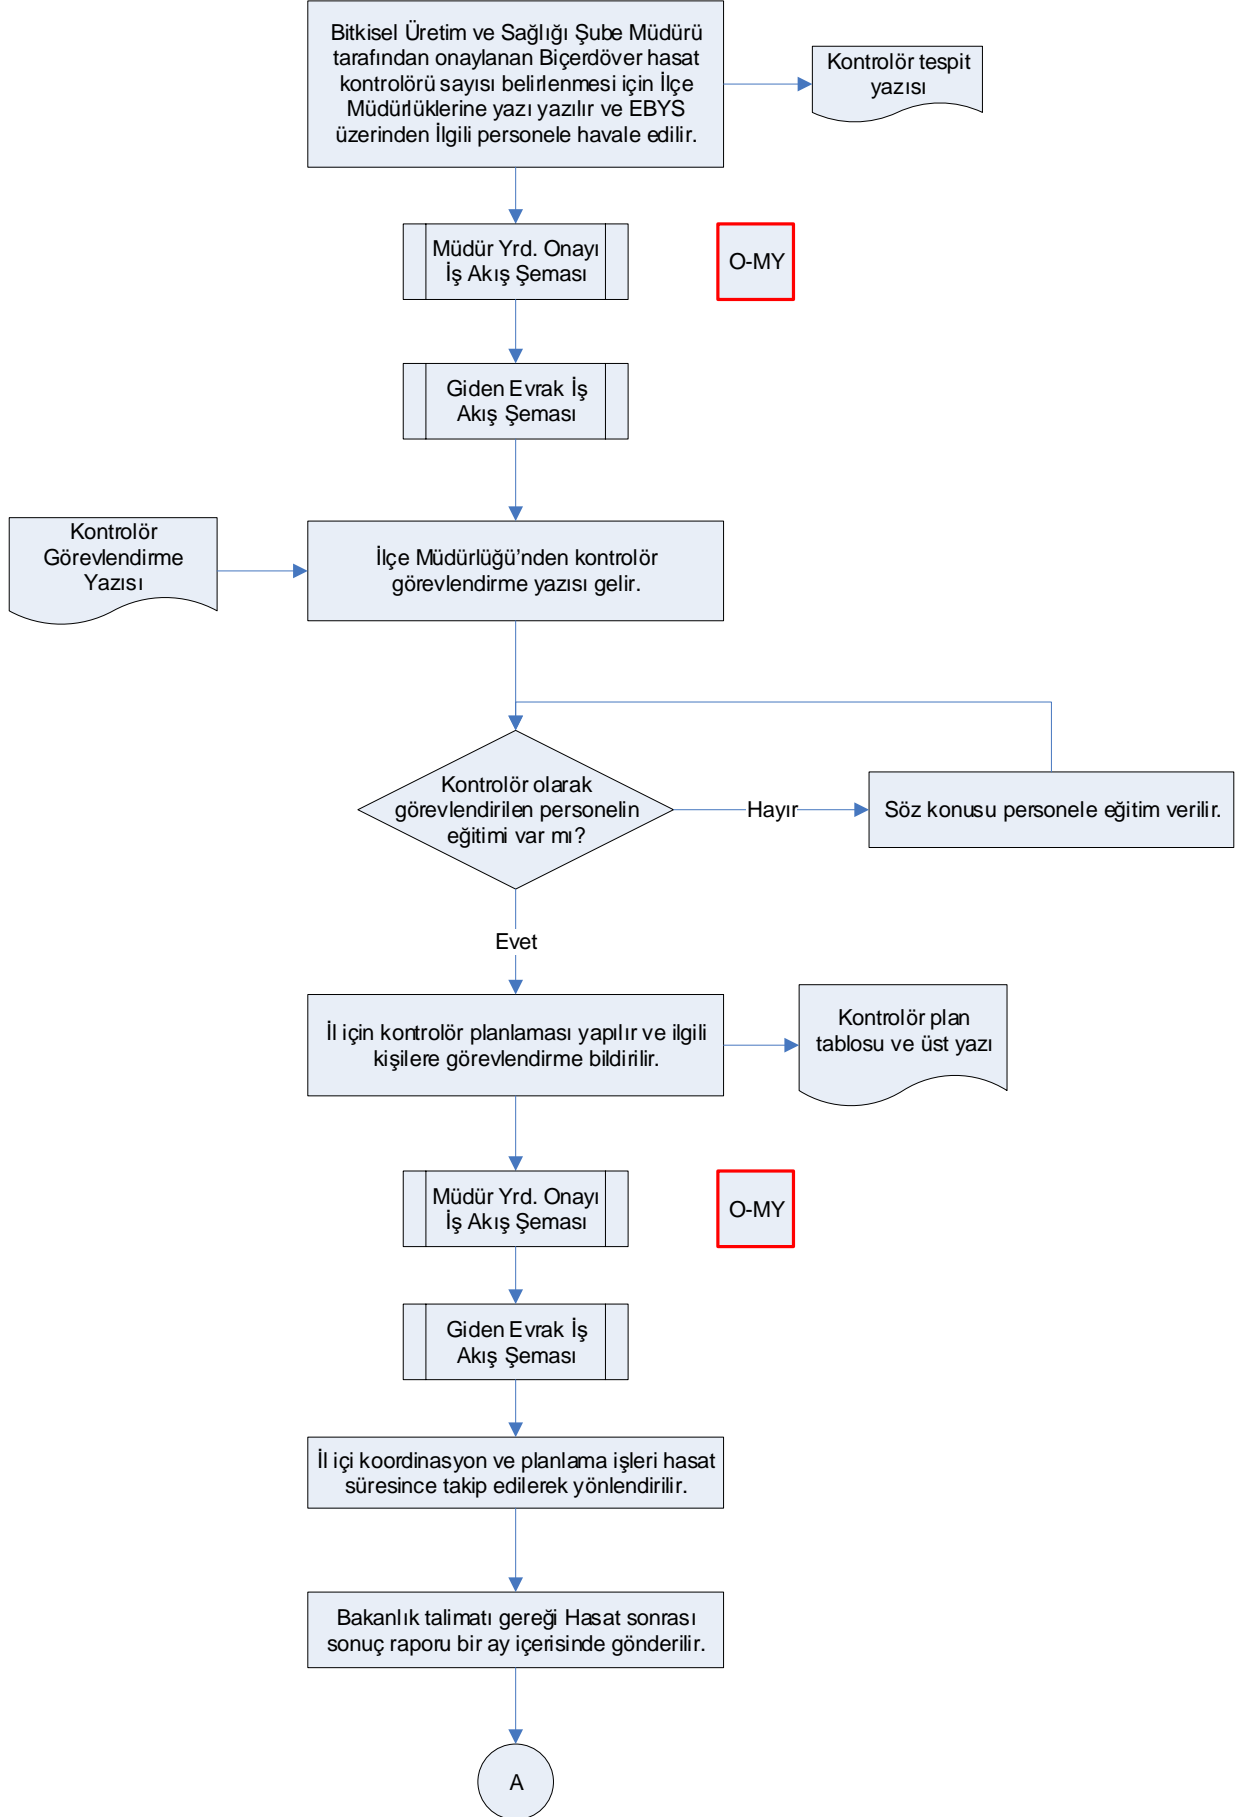 Bitkisel Üretim ve Sağlığı Şube Müdürü
tarafından onaylanan Biçerdöver hasat
kontrolörü sayısı belirlenmesi için İlçe
Müdürlüklerine yazı yazılır ve EBYS
üzerinden İlgili personele havale edilir.
Kontrolör tespit
yazısı
Müdür Yrd. Onayı
İş Akış Şeması
O-MY
Giden Evrak İş
Akış Şeması
Kontrolör
Görevlendirme
Yazısı
İlçe Müdürlüğü’nden kontrolör
görevlendirme yazısı gelir.
Kontrolör olarak
görevlendirilen personelin
eğitimi var mı?
Hayır
Söz konusu personele eğitim verilir.
Evet
İl için kontrolör planlaması yapılır ve ilgili
kişilere görevlendirme bildirilir.
Kontrolör plan
tablosu ve üst yazı
Müdür Yrd. Onayı
İş Akış Şeması
O-MY
Giden Evrak İş
Akış Şeması
İl içi koordinasyon ve planlama işleri hasat
süresince takip edilerek yönlendirilir.
Bakanlık talimatı gereği Hasat sonrası
sonuç raporu bir ay içerisinde gönderilir.
A